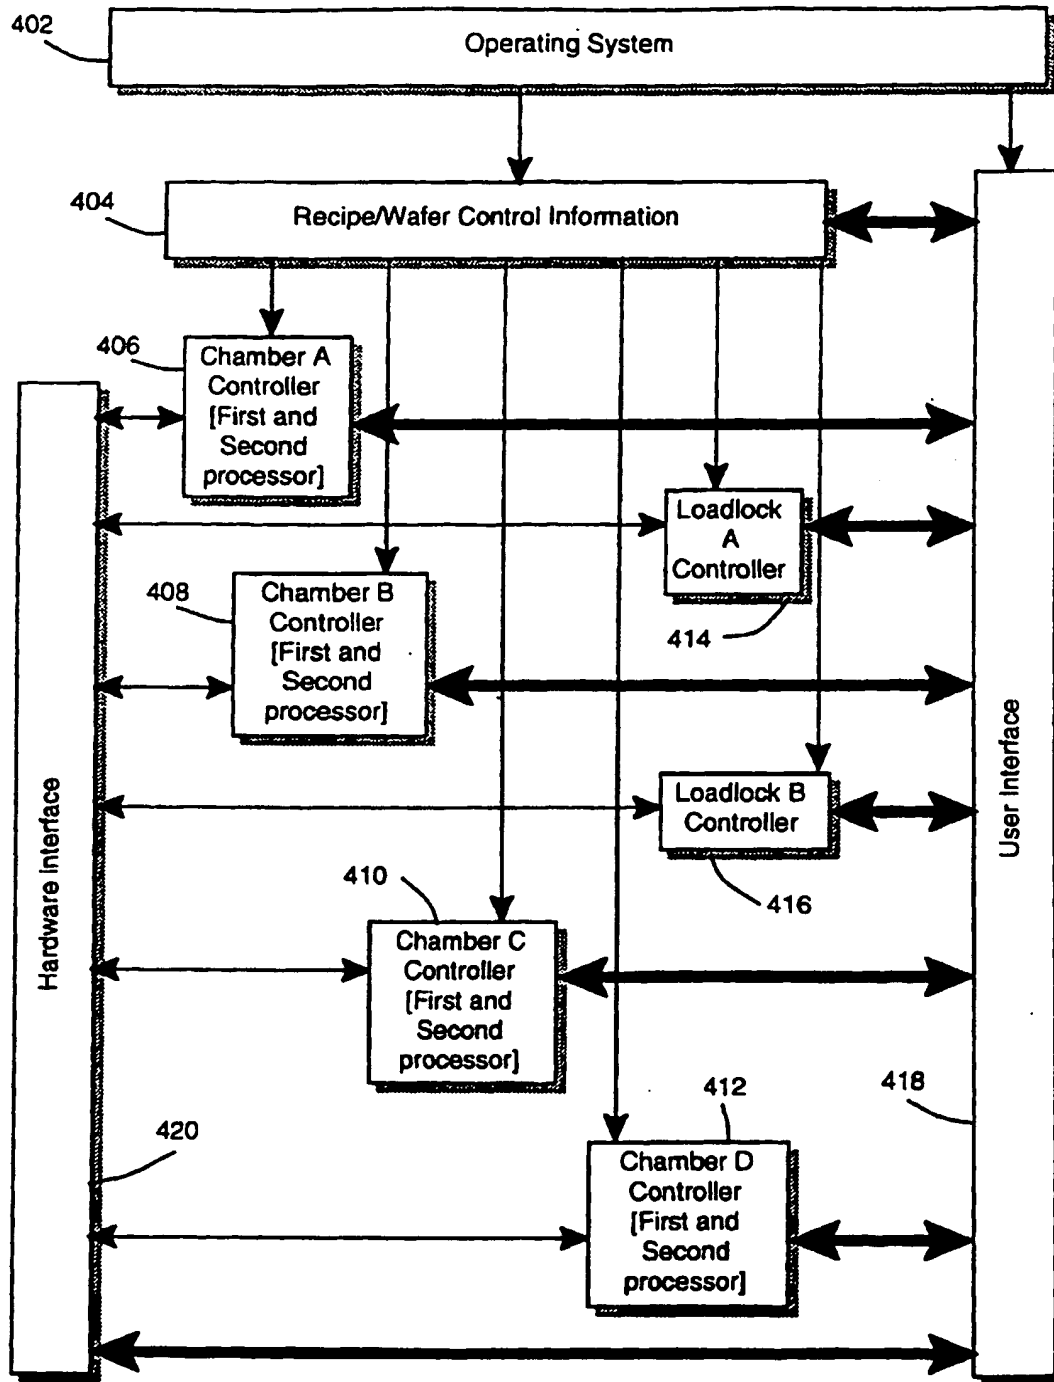 402
Operating System
404
Recipe/Wafer Control Information
406
Chamber A
Controller
[First and
Second
processor]
Loadlock
A
Controller
414
408
Chamber B
Controller
[First and
Second
processor]
Loadlock B
Controller
416
410
Chamber C
Controller
[First and
Second
processor]
412
Chamber D
Controller
[First and
Second
processor]
418
420
Hardware Interface
User Interface